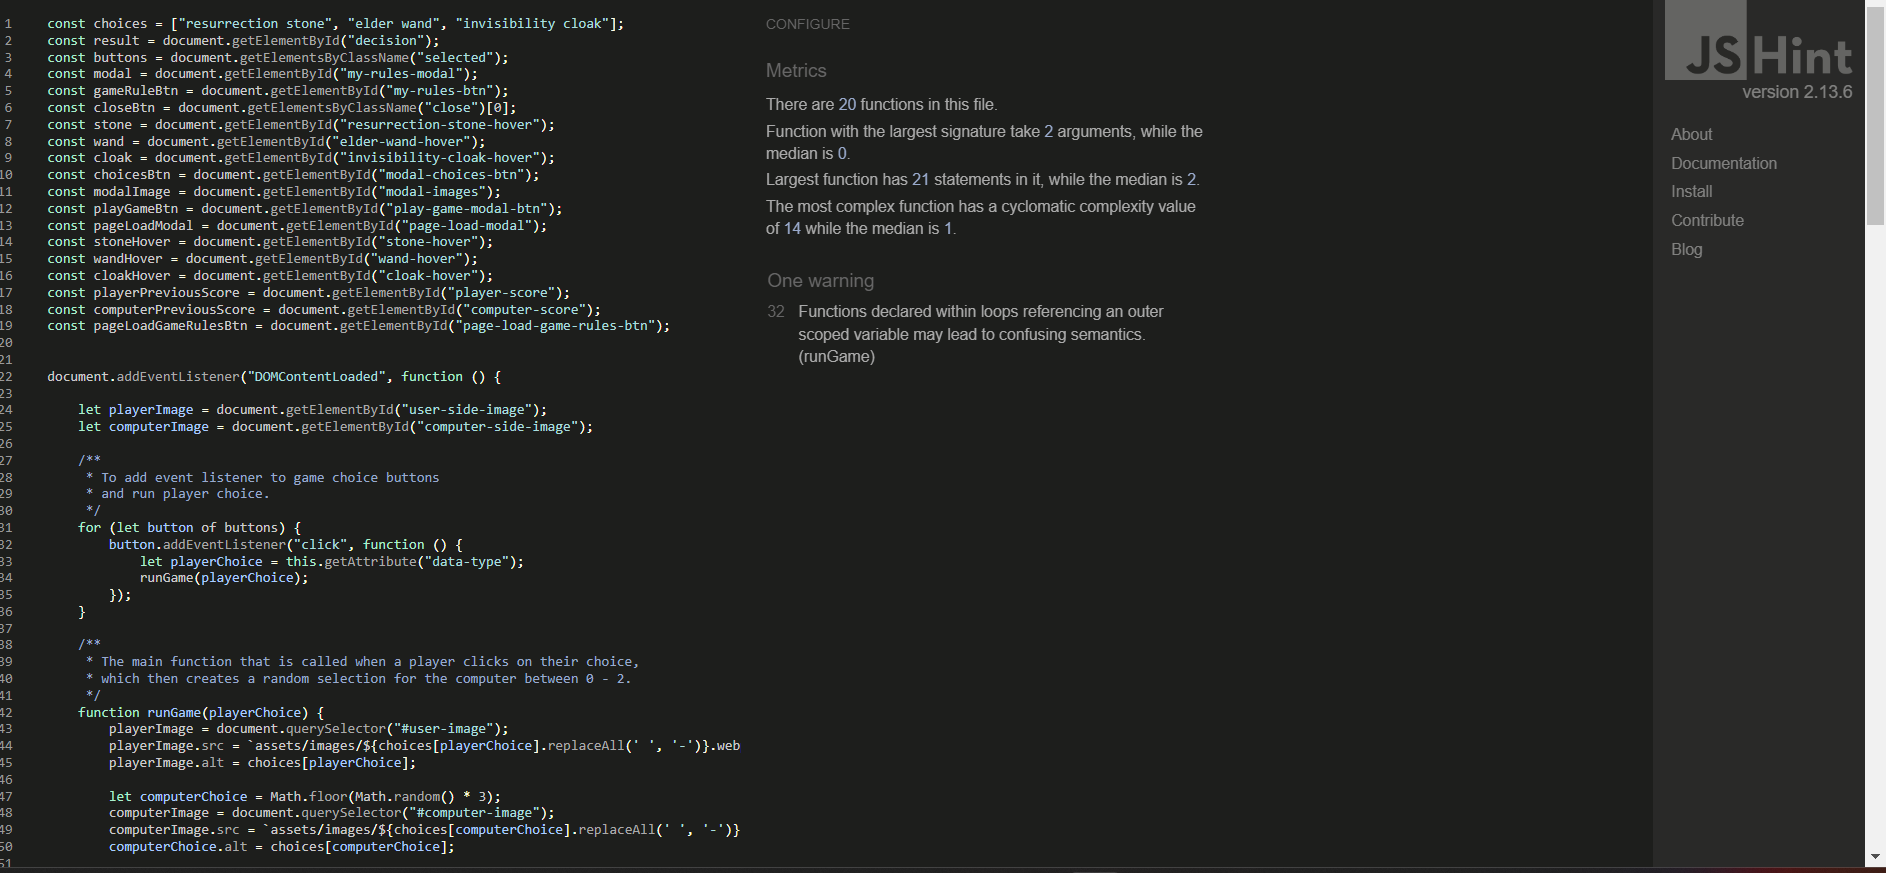 1 const choices = ["resurrection stone", "elder wand", "invisibility cloak"];
2 const result = document.getElementById("decision");
3 const buttons = document.getElementsByClassName("selected");
4 const modal = document.getElementById("my-rules-modal");
5 const gameRuleBtn = document.getElementById("my-rules-btn");
6 const closeBtn = document.getElementsByClassName("close")[0];
7 const stone = document.getElementById("resurrection-stone-hover");
8 const wand = document.getElementById("elder-wand-hover");
9 const cloak = document.getElementById("invisibility-cloak-hover");
10 const choicesBtn = document.getElementById("modal-choices-btn");
11 const modalImage = document.getElementById("modal-images");
12 const playGameBtn = document.getElementById("play-game-modal-btn");
13 const pageLoadModal = document.getElementById("page-load-modal");
14 const stoneHover = document.getElementById("stone-hover");
15 const wandHover = document.getElementById("wand-hover");
16 const cloakHover = document.getElementById("cloak-hover");
17 const playerPreviousScore = document.getElementById("player-score");
18 const computerPreviousScore = document.getElementById("computer-score");
19 const pageLoadGameRulesBtn = document.getElementById("page-load-game-rules-btn");
20
21
22 document.addEventListener("DOMContentLoaded", function () {
23
24 let playerImage = document.getElementById("user-side-image");
25 let computerImage = document.getElementById("computer-side-image");
26
27 /**
28 * To add event listener to game choice buttons
29 * and run player choice.
30 */
31 for (let button of buttons) {
32 button.addEventListener("click", function () {
33 let playerChoice = this.getAttribute("data-type");
34 runGame(playerChoice);
35 });
36 }
37
38 /**
39 * The main function that is called when a player clicks on their choice,
40 * which then creates a random selection for the computer between 0 - 2.
41 */
42 function runGame(playerChoice) {
43 playerImage = document.querySelector("#user-image");
44 playerImage.src = `assets/images/${choices[playerChoice].replaceAll(' ', '-')}.web
45 playerImage.alt = choices[playerChoice];
46
47 let computerChoice = Math.floor(Math.random() * 3);
48 computerImage = document.querySelector("#computer-image");
49 computerImage.src = `assets/images/${choices[computerChoice].replaceAll(' ', '-')}
50 computerChoice.alt = choices[computerChoice];
51
CONFIGURE
Metrics
There are 20 functions in this file.
Function with the largest signature take 2 arguments, while the
median is 0.
Largest function has 21 statements in it, while the median is 2.
The most complex function has a cyclomatic complexity value
of 14 while the median is 1.
One warning
32 Functions declared within loops referencing an outer
scoped variable may lead to confusing semantics.
(runGame)
JSHint
version 2.13.6
About
Documentation
Install
Contribute
Blog